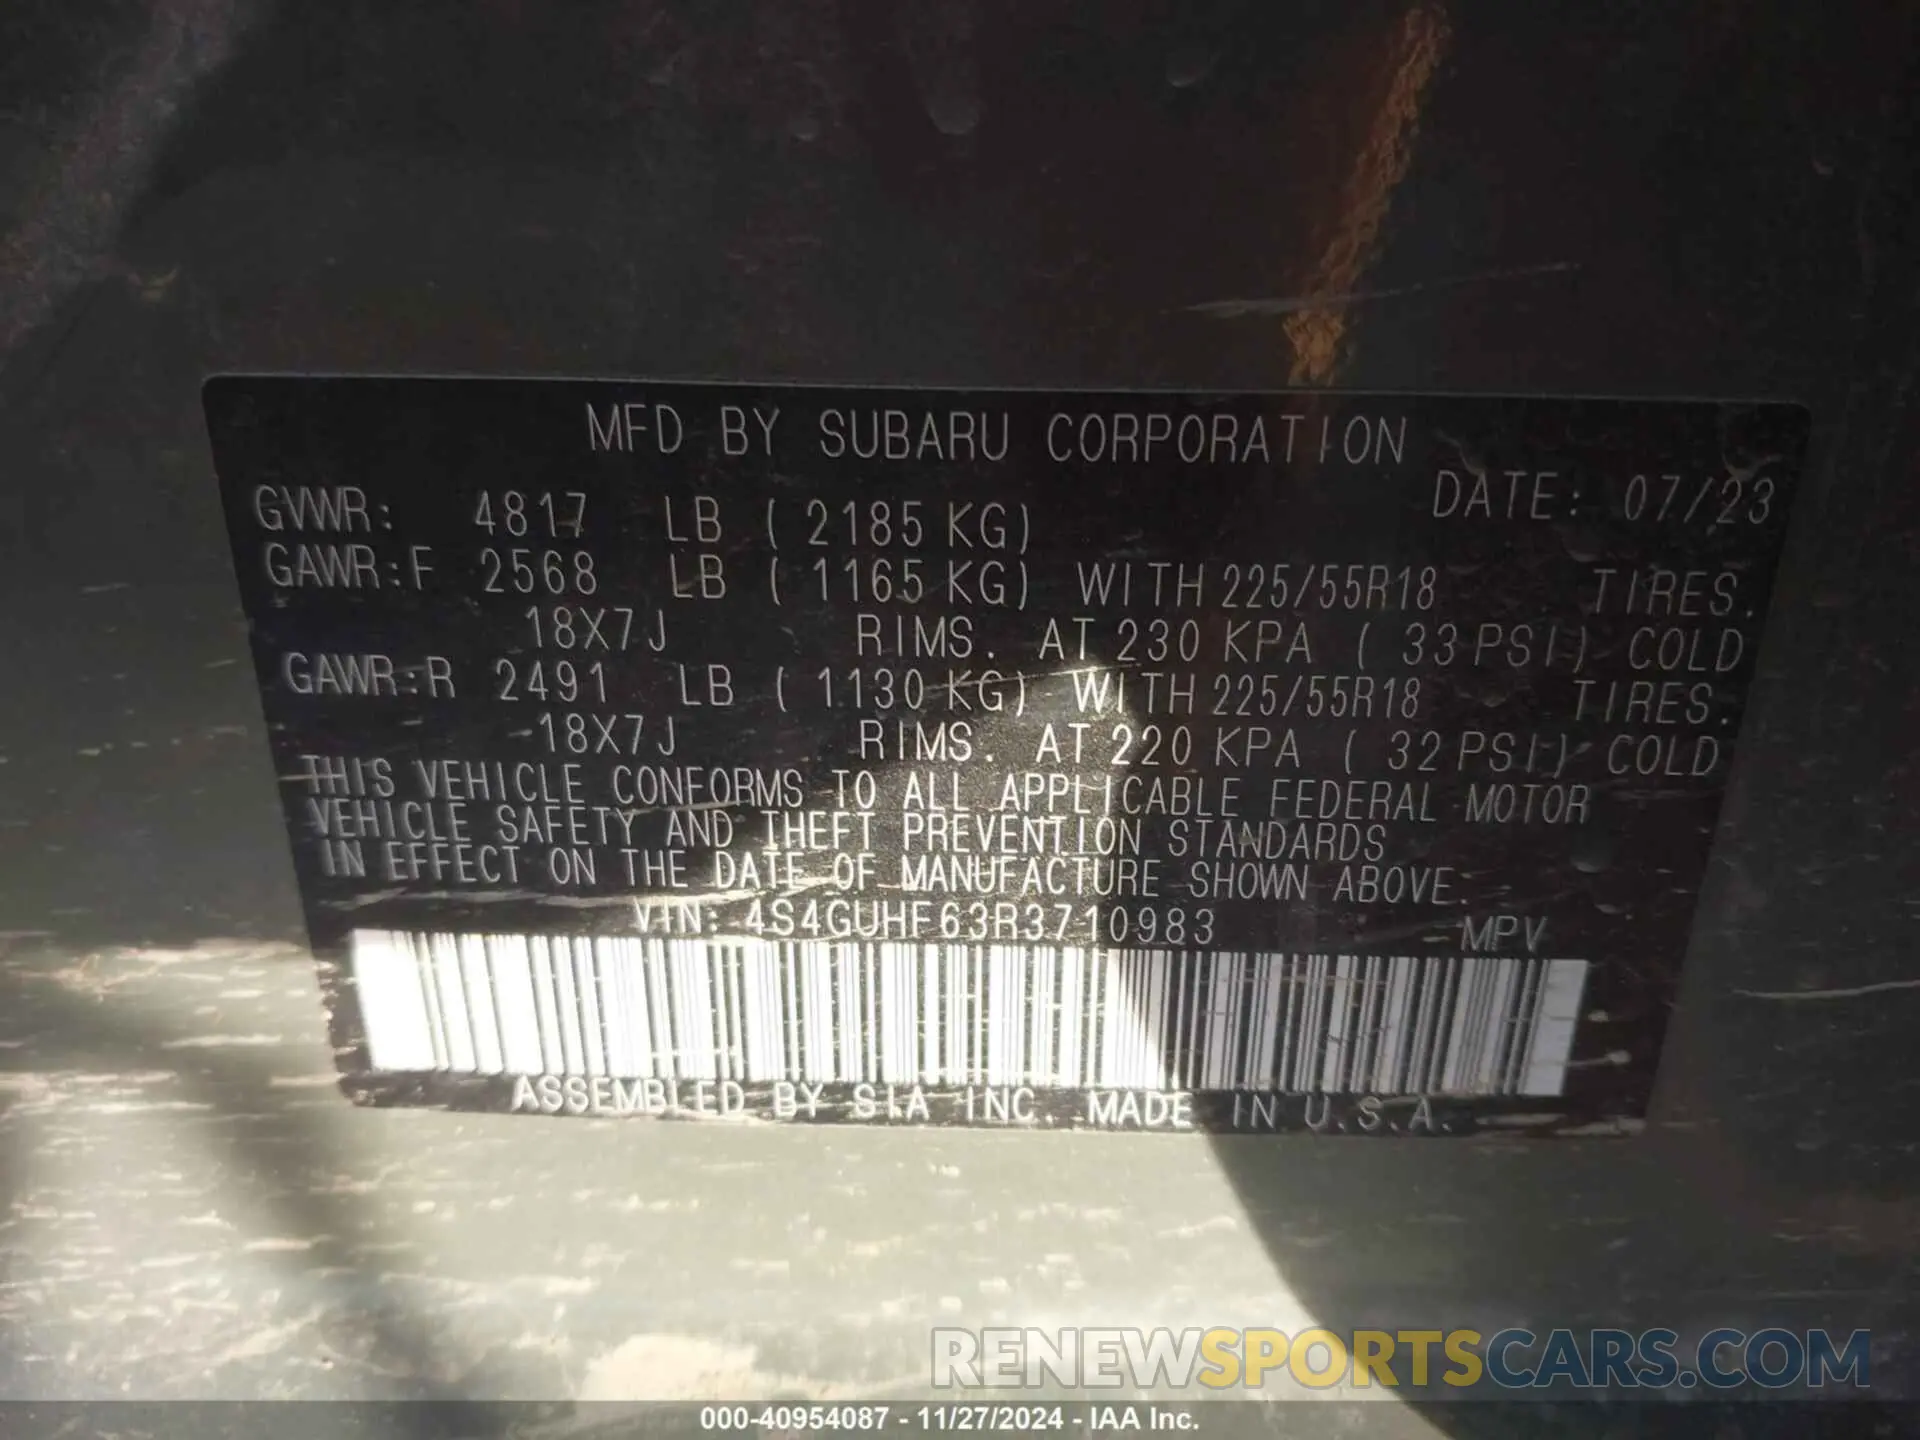 MFD BY SUBARU CORPORATION
DATE: 07/23
GVWR: 4817 LB ( 2185 KG)
GAWR:F 2568 LB ( 1165 KG) WITH 225/55R18 TIRES.
18X7J RIMS. AT 230 KPA ( 33 PSI) COLD
GAWR:R 2491 LB ( 1130 KG) WITH 225/55R18 TIRES.
18X7J RIMS. AT 220 KPA ( 32 PSI) COLD
THIS VEHICLE CONFORMS TO ALL APPLICABLE FEDERAL MOTOR
VEHICLE SAFETY AND THEFT PREVENTION STANDARDS
IN EFFECT ON THE DATE OF MANUFACTURE SHOWN ABOVE.
VIN: 4S4GUHF63R3710983 MPV
ASSEMBLED BY SIA INC. MADE IN U.S.A.
RENEWSPORTSCARS.COM
000-40954087 - 11/27/2024 - IAA Inc.